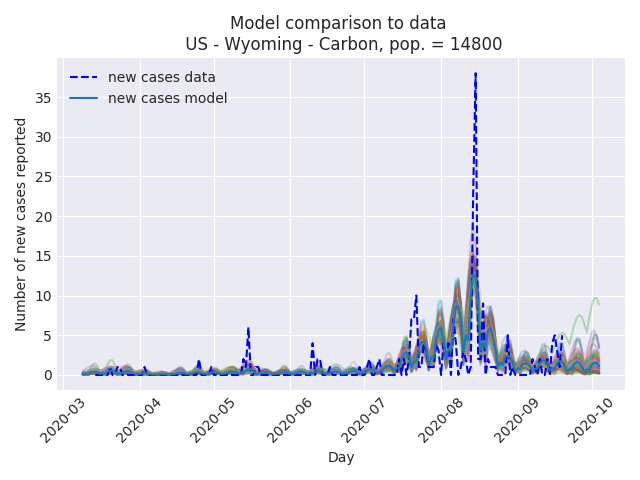 Model comparison to data
US - Wyoming - Carbon, pop. = 14800
new cases data
new cases model
Number of new cases reported
35
30
25
20
15
10
5
0
2020-03
2020-04
2020-05
2020-06
2020-07
2020-08
2020-09
2020-10
Day